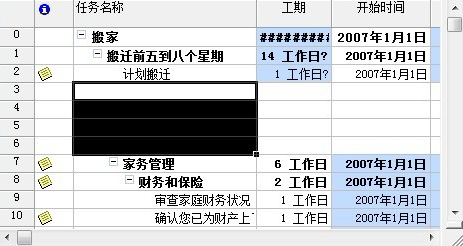 任务名称 工期 开始时间
0 搬家 ########## 2007年1月1日
1 搬迁前五到八个星期 14 工作日? 2007年1月1日
2 计划搬迁 1 工作日? 2007年1月1日
3
4
5
6
7 家务管理 6 工作日 2007年1月1日
8 财务和保险 2 工作日 2007年1月1日
9 审查家庭财务状况 1 工作日 2007年1月1日
10 确认您已为财产上 1 工作日 2007年1月1日